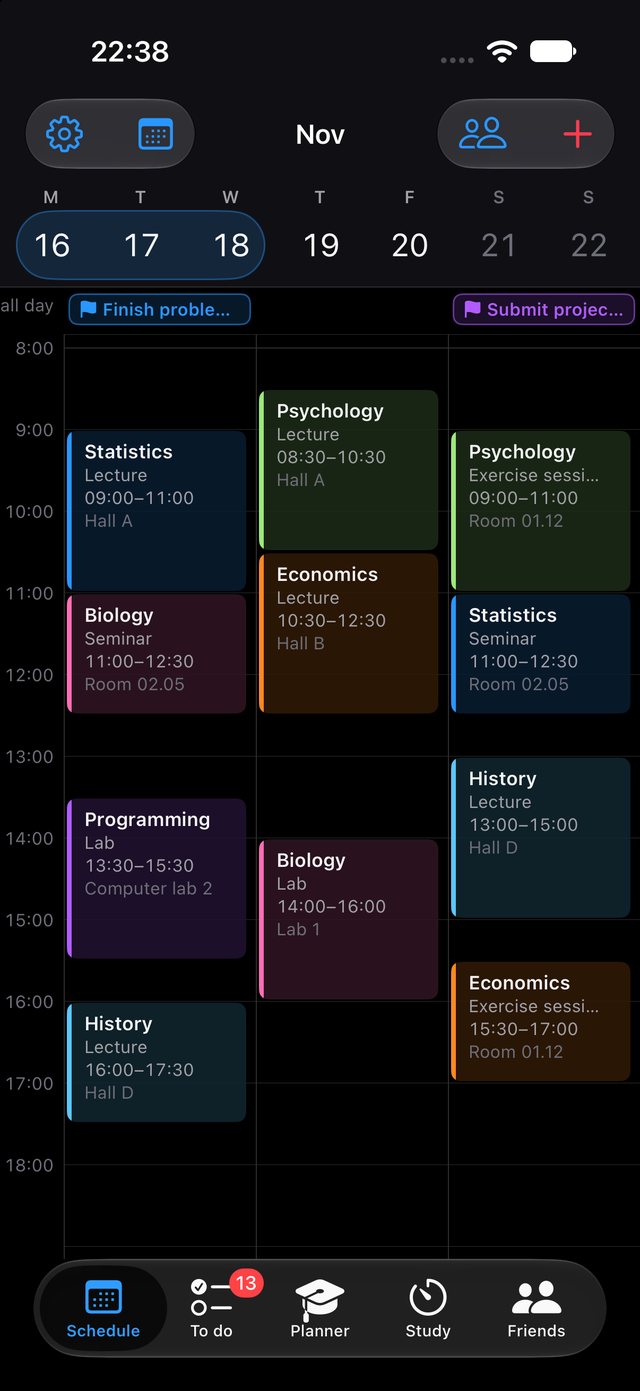 22:38
Nov
M T W T F S S
16 17 18 19 20 21 22
all day
Finish proble...
Submit projec...
8:00
9:00
10:00
11:00
12:00
13:00
14:00
15:00
16:00
17:00
18:00
Statistics
Lecture
09:00–11:00
Hall A
Biology
Seminar
11:00–12:30
Room 02.05
Programming
Lab
13:30–15:30
Computer lab 2
History
Lecture
16:00–17:30
Hall D
Psychology
Lecture
08:30–10:30
Hall A
Economics
Lecture
10:30–12:30
Hall B
Biology
Lab
14:00–16:00
Lab 1
Psychology
Exercise sessi...
09:00–11:00
Room 01.12
Statistics
Seminar
11:00–12:30
Room 02.05
History
Lecture
13:00–15:00
Hall D
Economics
Exercise sessi...
15:30–17:00
Room 01.12
13
Schedule
To do
Planner
Study
Friends